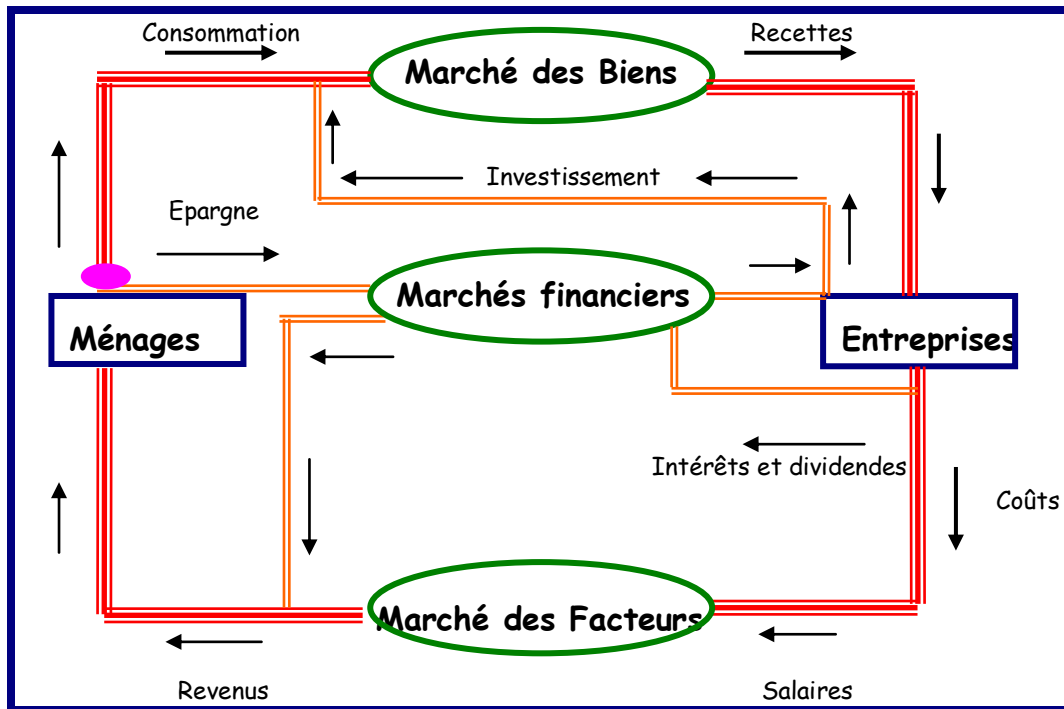 Consommation
Recettes
Marché des Biens
Investissement
Epargne
Marchés financiers
Ménages
Entreprises
Intérêts et dividendes
Coûts
Marché des Facteurs
Revenus
Salaires